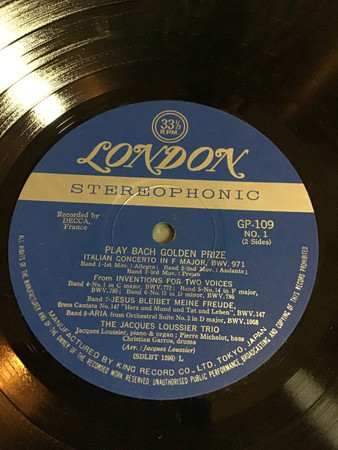 33⅓
R.P.M.
LONDON
STEREOPHONIC
Recorded by
DECCA,
France
GP-109
NO. 1
(2 Sides)
PLAY BACH GOLDEN PRIZE
ITALIAN CONCERTO IN F MAJOR, BWV. 971
Band 1-1st Mov.: Allegro; Band 2-2nd Mov.: Andante;
Band 3-3rd Mov.: Presto
From INVENTIONS FOR TWO VOICES
Band 4-No. 1 in C major, BWV. 772; Band 5-No. 14 in F major,
BWV. 785; Band 6-No. 15 in D minor, BWV. 786
Band 7-JESUS BLEIBET MEINE FREUDE,
from Cantata No. 147 "Herz und Mund und Tat und Leben", BWV. 147
Band 8-ARIA from Orchestral Suite No. 3 in D major, BWV. 1068
THE JACQUES LOUSSIER TRIO
Jacques Loussier, piano & organ; Pierre Michelot, bass
Christian Garros, drums
(Arr.: Jacques Loussier)
(SDLBT 1390) L
MANUFACTURED BY KING RECORD CO., LTD. TOKYO, JAPAN
ALL RIGHTS OF THE MANUFACTURER AND OF THE OWNER OF THE RECORDED WORK RESERVED. UNAUTHORISED PUBLIC PERFORMANCE, BROADCASTING AND COPYING OF THIS RECORD PROHIBITED